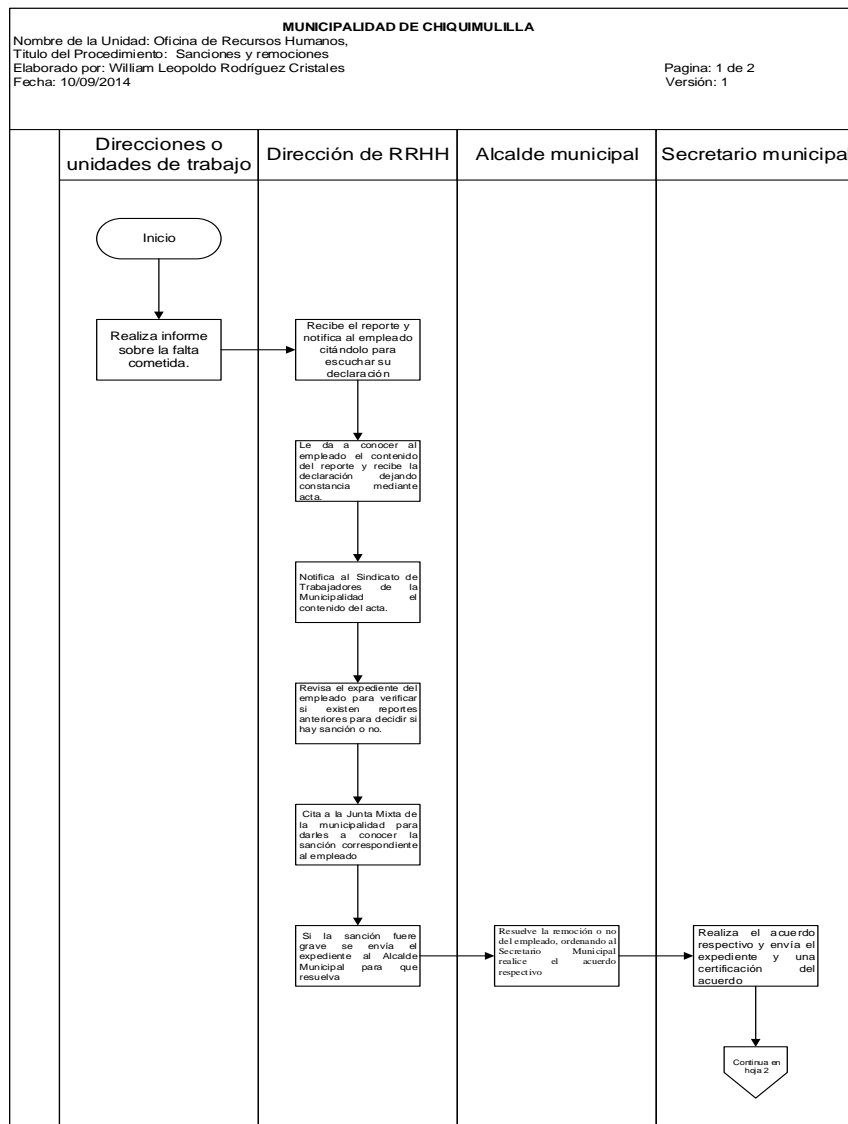 MUNICIPALIDAD DE CHIQUIMULILLA
Nombre de la Unidad: Oficina de Recursos Humanos,
Titulo del Procedimiento: Sanciones y remociones
Elaborado por: William Leopoldo Rodríguez Cristales
Pagina: 1 de 2
Fecha: 10/09/2014
Versión: 1
Direcciones o
unidades de trabajo
Dirección de RRHH
Alcalde municipal
Secretario municipal
Inicio
Realiza informe
sobre la falta
cometida.
Recibe el reporte y
notifica al empleado
citándolo para
escuchar su
declaración
Le da a conocer al
empleado el contenido
del reporte y recibe la
declaración dejando
constancia mediante
acta.
Notifica al Sindicato de
Trabajadores de la
Municipalidad el
contenido del acta.
Revisa el expediente del
empleado para verificar
si existen reportes
anteriores para decidir si
hay sanción o no.
Cita a la Junta Mixta de
la municipalidad para
darles a conocer la
sanción correspondiente
al empleado
Si la sanción fuere
grave se envía el
expediente al Alcalde
Municipal para que
resuelva
Resuelve la remoción o no
del empleado, ordenando al
Secretario Municipal
realice el acuerdo
respectivo
Realiza el acuerdo
respectivo y envía el
expediente y una
certificación del
acuerdo
Continua en
hoja 2